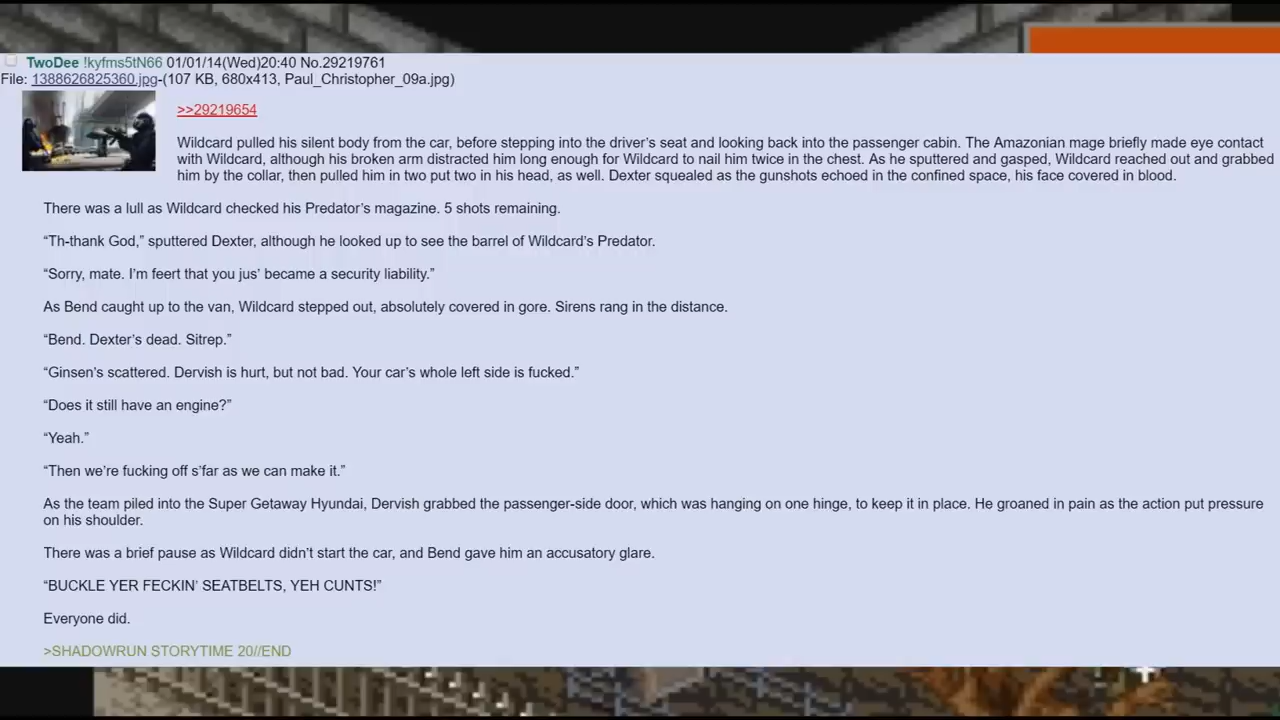 TwoDee !kyfms5tN66 01/01/14(Wed)20:40 No.29219761
File: 1388626825360.jpg-(107 KB, 680x413, Paul_Christopher_09a.jpg)
>>29219654
Wildcard pulled his silent body from the car, before stepping into the driver’s seat and looking back into the passenger cabin. The Amazonian mage briefly made eye contact
with Wildcard, although his broken arm distracted him long enough for Wildcard to nail him twice in the chest. As he sputtered and gasped, Wildcard reached out and grabbed
him by the collar, then pulled him in two put two in his head, as well. Dexter squealed as the gunshots echoed in the confined space, his face covered in blood.
There was a lull as Wildcard checked his Predator’s magazine. 5 shots remaining.
“Th-thank God,” sputtered Dexter, although he looked up to see the barrel of Wildcard’s Predator.
“Sorry, mate. I’m feert that you jus’ became a security liability.”
As Bend caught up to the van, Wildcard stepped out, absolutely covered in gore. Sirens rang in the distance.
“Bend. Dexter’s dead. Sitrep.”
“Ginsen’s scattered. Dervish is hurt, but not bad. Your car’s whole left side is fucked.”
“Does it still have an engine?”
“Yeah.”
“Then we’re fucking off s’far as we can make it.”
As the team piled into the Super Getaway Hyundai, Dervish grabbed the passenger-side door, which was hanging on one hinge, to keep it in place. He groaned in pain as the action put pressure
on his shoulder.
There was a brief pause as Wildcard didn’t start the car, and Bend gave him an accusatory glare.
“BUCKLE YER FECKIN’ SEATBELTS, YEH CUNTS!”
Everyone did.
>SHADOWRUN STORYTIME 20//END